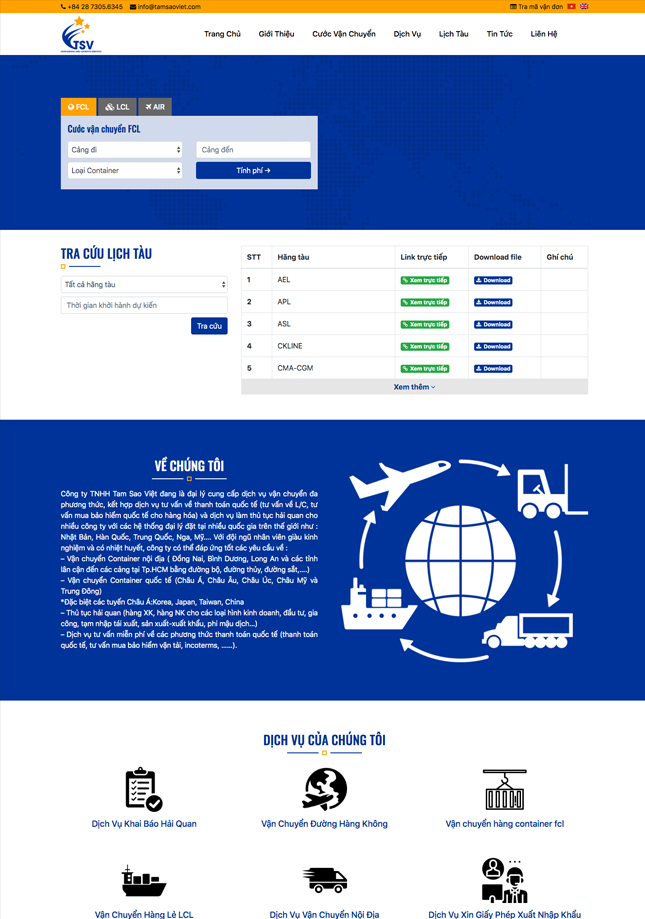 +84 28 7305.6345 info@tamsaoviet.com Tra mã vận đơn
TSV
Trang Chủ Giới Thiệu Cước Vận Chuyển Dịch Vụ Lịch Tàu Tin Tức Liên Hệ
FCL LCL AIR
Cước vận chuyển FCL
Cảng đi Cảng đến
Loại Container Tính phí →
TRA CỨU LỊCH TÀU
Tất cả hãng tàu
Thời gian khởi hành dự kiến
Tra cứu
STT Hãng tàu Link trực tiếp Download file Ghi chú
1 AEL Xem trực tiếp Download
2 APL Xem trực tiếp Download
3 ASL Xem trực tiếp Download
4 CKLINE Xem trực tiếp Download
5 CMA-CGM Xem trực tiếp Download
Xem thêm
VỀ CHÚNG TÔI
Công ty TNHH Tam Sao Việt đang là đại lý cung cấp dịch vụ vận chuyển đa
phương thức, kết hợp dịch vụ tư vấn về thanh toán quốc tế (tư vấn về L/C, tư
vấn mua bảo hiểm quốc tế cho hàng hóa) và dịch vụ làm thủ tục hải quan cho
nhiều công ty với các hệ thống đại lý đặt tại nhiều quốc gia trên thế giới như :
Nhật Bản, Hàn Quốc, Trung Quốc, Nga, Mỹ.... Với đội ngũ nhân viên giàu kinh
nghiệm và có nhiệt huyết, công ty có thể đáp ứng tốt các yêu cầu về :
– Vận chuyển Container nội địa ( Đồng Nai, Bình Dương, Long An và các tỉnh
lân cận đến các cảng tại Tp.HCM bằng đường bộ, đường thủy, đường sắt,....)
– Vận chuyển Container quốc tế (Châu Á, Châu Âu, Châu Úc, Châu Mỹ và
Trung Đông)
*Đặc biệt các tuyến Châu Á:Korea, Japan, Taiwan, China
– Thủ tục hải quan (hàng XK, hàng NK cho các loại hình kinh doanh, đầu tư, gia
công, tạm nhập tái xuất, sản xuất-xuất khẩu, phi mậu dịch...)
– Dịch vụ tư vấn miễn phí về các phương thức thanh toán quốc tế (thanh toán
quốc tế, tư vấn mua bảo hiểm vận tải, incoterms, ......).
DỊCH VỤ CỦA CHÚNG TÔI
Dịch Vụ Khai Báo Hải Quan Vận Chuyển Đường Hàng Không Vận chuyển hàng container fcl
Vận Chuyển Hàng Lẻ LCL Dịch Vụ Vận Chuyển Nội Địa Dịch Vụ Xin Giấy Phép Xuất Nhập Khẩu